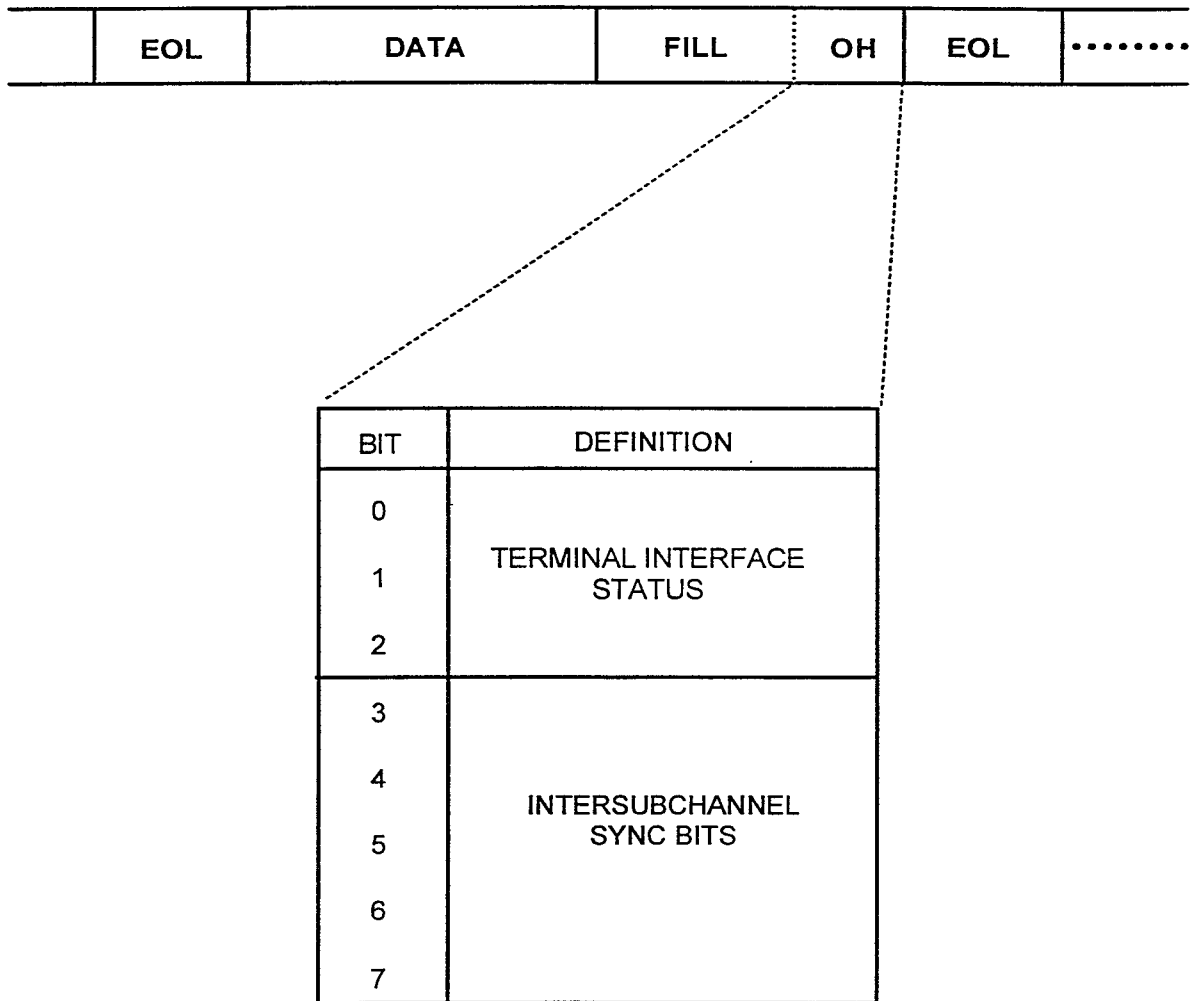 EOL DATA FILL OH EOL
BIT DEFINITION
0
1
2
TERMINAL INTERFACE
STATUS
3
4
5
6
7
INTERSUBCHANNEL
SYNC BITS